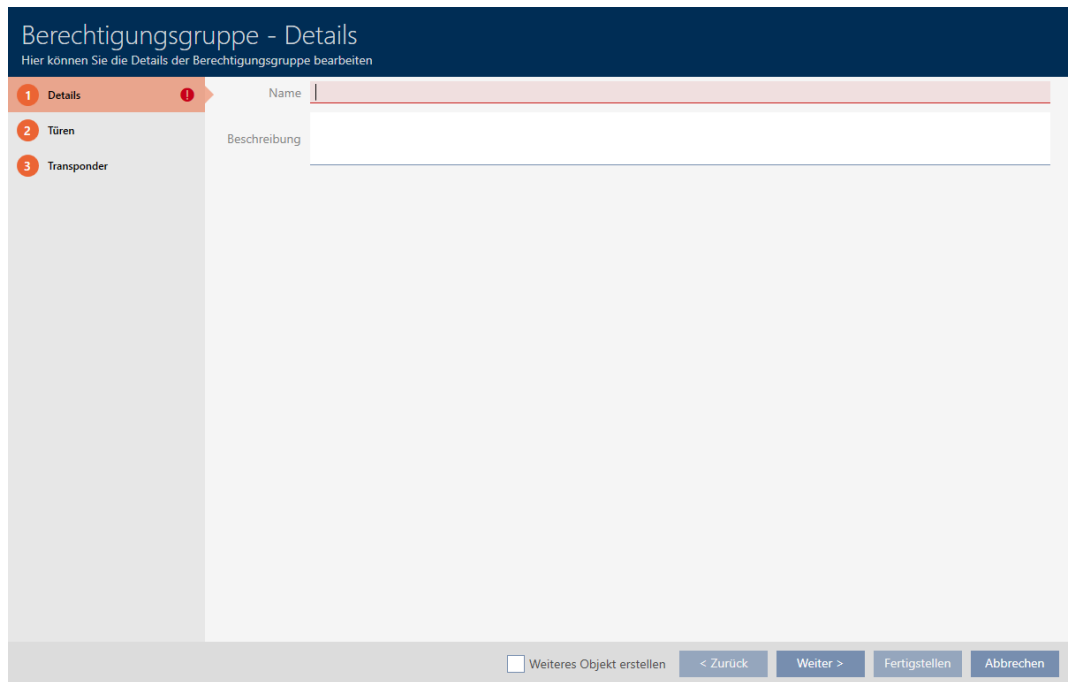 Berechtigungsgruppe - Details
Hier können Sie die Details der Berechtigungsgruppe bearbeiten
1 Details !
Name
2 Türen
Beschreibung
3 Transponder
Weiteres Objekt erstellen < Zurück Weiter > Fertigstellen Abbrechen